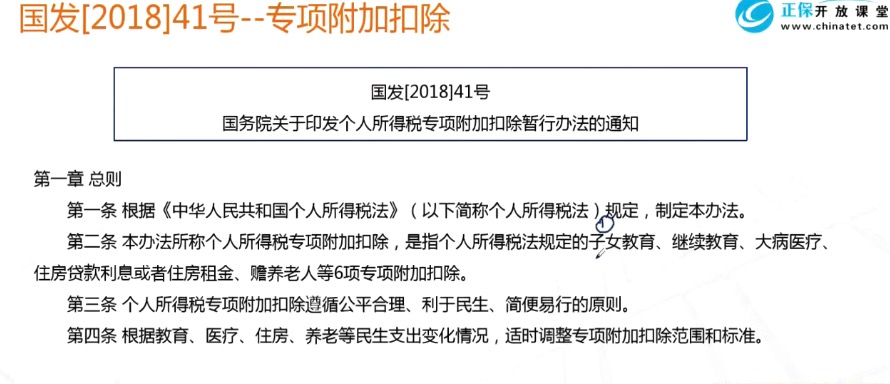 国发[2018]41号--专项附加扣除
正保开放课堂
www.chinatet.com
国发[2018]41号
国务院关于印发个人所得税专项附加扣除暂行办法的通知
第一章 总则
第一条 根据《中华人民共和国个人所得税法》（以下简称个人所得税法）规定，制定本办法。
①
第二条 本办法所称个人所得税专项附加扣除，是指个人所得税法规定的子女教育、继续教育、大病医疗、
住房贷款利息或者住房租金、赡养老人等6项专项附加扣除。
第三条 个人所得税专项附加扣除遵循公平合理、利于民生、简便易行的原则。
第四条 根据教育、医疗、住房、养老等民生支出变化情况，适时调整专项附加扣除范围和标准。